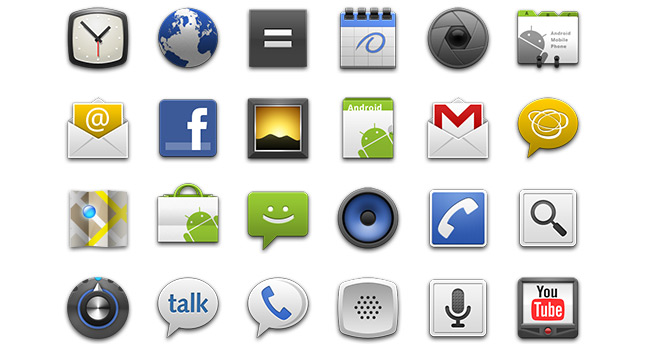 Android
Mobile
Phone
@
f
Android
M
talk
You
Tube